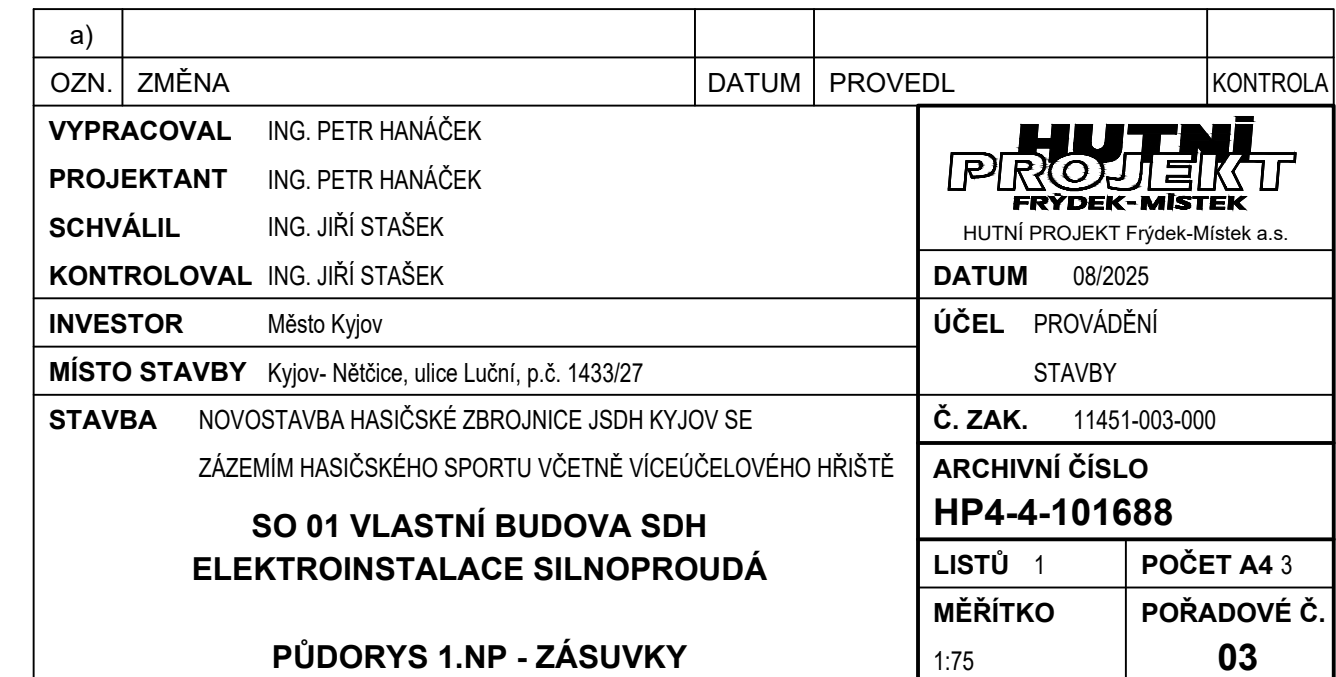 a)
OZN. ZMĚNA DATUM PROVEDL KONTROLA
VYPRACOVAL ING. PETR HANÁČEK
PROJEKTANT ING. PETR HANÁČEK
SCHVÁLIL ING. JIŘÍ STAŠEK
KONTROLOVAL ING. JIŘÍ STAŠEK
HUTNÍ
PROJEKT
FRÝDEK-MÍSTEK
HUTNÍ PROJEKT Frýdek-Místek a.s.
DATUM 08/2025
INVESTOR Město Kyjov
ÚČEL PROVÁDĚNÍ
STAVBY
MÍSTO STAVBY Kyjov- Nětčice, ulice Luční, p.č. 1433/27
STAVBA NOVOSTAVBA HASIČSKÉ ZBROJNICE JSDH KYJOV SE
ZÁZEMÍM HASIČSKÉHO SPORTU VČETNĚ VÍCEÚČELOVÉHO HŘIŠTĚ
Č. ZAK. 11451-003-000
ARCHIVNÍ ČÍSLO
HP4-4-101688
SO 01 VLASTNÍ BUDOVA SDH
ELEKTROINSTALACE SILNOPROUDÁ
LISTŮ 1 POČET A4 3
MĚŘÍTKO POŘADOVÉ Č.
PŮDORYS 1.NP - ZÁSUVKY
1:75 03